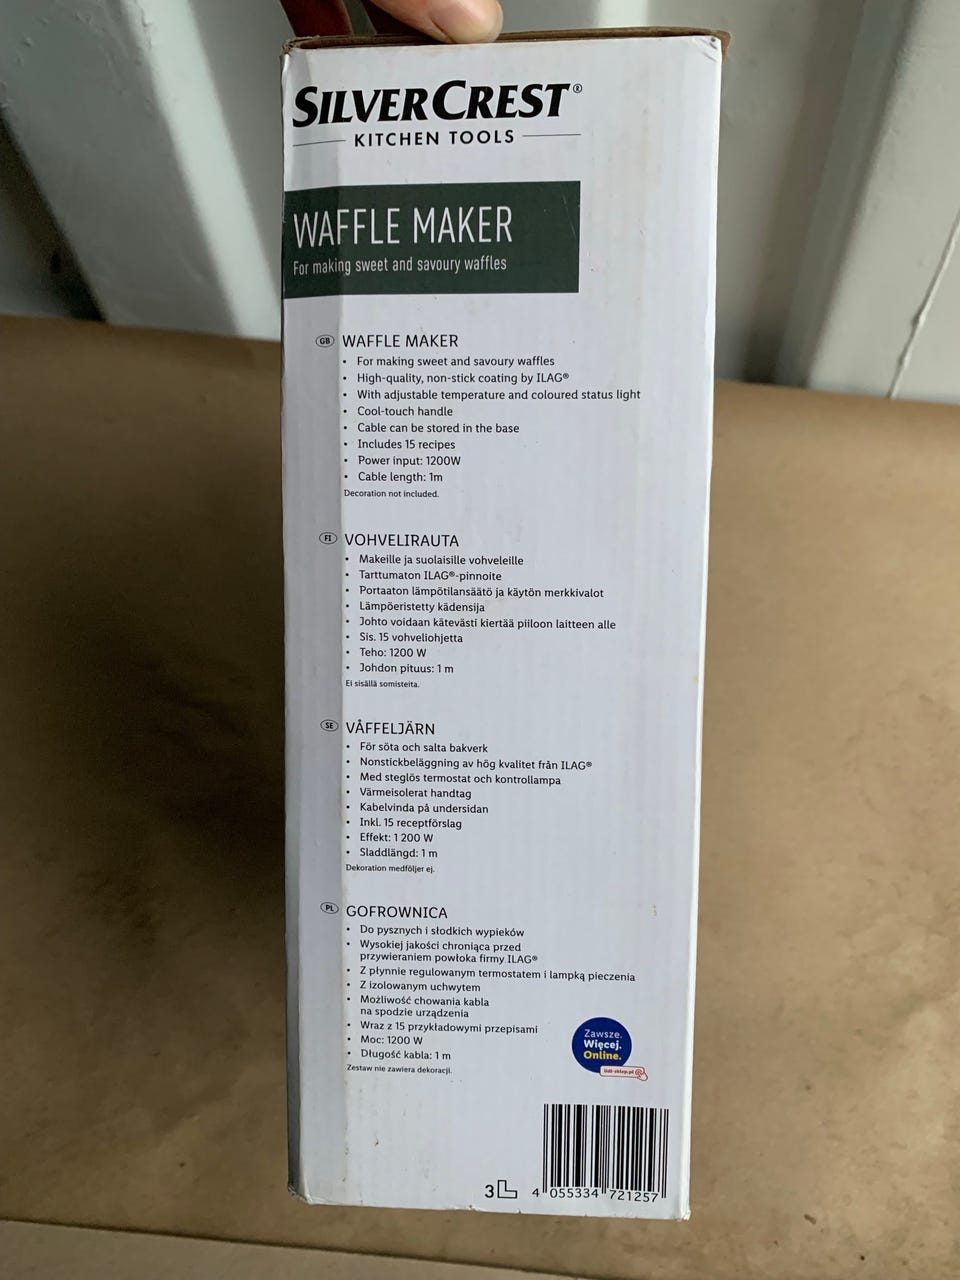 SILVERCREST®
KITCHEN TOOLS
WAFFLE MAKER
For making sweet and savoury waffles
GB WAFFLE MAKER
• For making sweet and savoury waffles
• High-quality, non-stick coating by ILAG®
• With adjustable temperature and coloured status light
• Cool-touch handle
• Cable can be stored in the base
• Includes 15 recipes
• Power input: 1200W
• Cable length: 1m
Decoration not included.
FI VOHVELIRAUTA
• Makeille ja suolaisille vohveleille
• Tarttumaton ILAG®-pinnoite
• Portaaton lämpötilansäätö ja käytön merkkivalot
• Lämpöeristetty kädensija
• Johto voidaan kätevästi kiertää piiloon laitteen alle
• Sis. 15 vohveliohjetta
• Teho: 1200 W
• Johdon pituus: 1 m
Ei sisällä somisteita.
SE VÅFFELJÄRN
• För söta och salta bakverk
• Nonstickbeläggning av hög kvalitet från ILAG®
• Med steglös termostat och kontrollampa
• Värmeisolerat handtag
• Kabelvinda på undersidan
• Inkl. 15 receptförslag
• Effekt: 1 200 W
• Sladdlängd: 1 m
Dekoration medföljer ej.
PL GOFROWNICA
• Do pysznych i słodkich wypieków
• Wysokiej jakości chroniąca przed
przywieraniem powłoka firmy ILAG®
• Z płynnie regulowanym termostatem i lampką pieczenia
• Z izolowanym uchwytem
• Możliwość chowania kabla
na spodzie urządzenia
• Wraz z 15 przykładowymi przepisami
• Moc: 1200 W
• Długość kabla: 1 m
Zestaw nie zawiera dekoracji.
Zawsze.
Więcej.
Online.
lidl-sklep.pl
3L
4 055334 721257